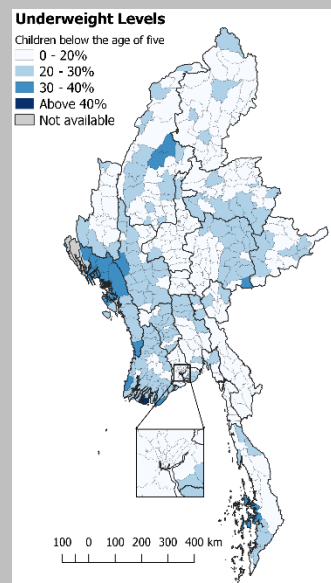 Underweight Levels
Children below the age of five
0 - 20%
20 - 30%
30 - 40%
Above 40%
Not available
100 0 100 200 300 400 km